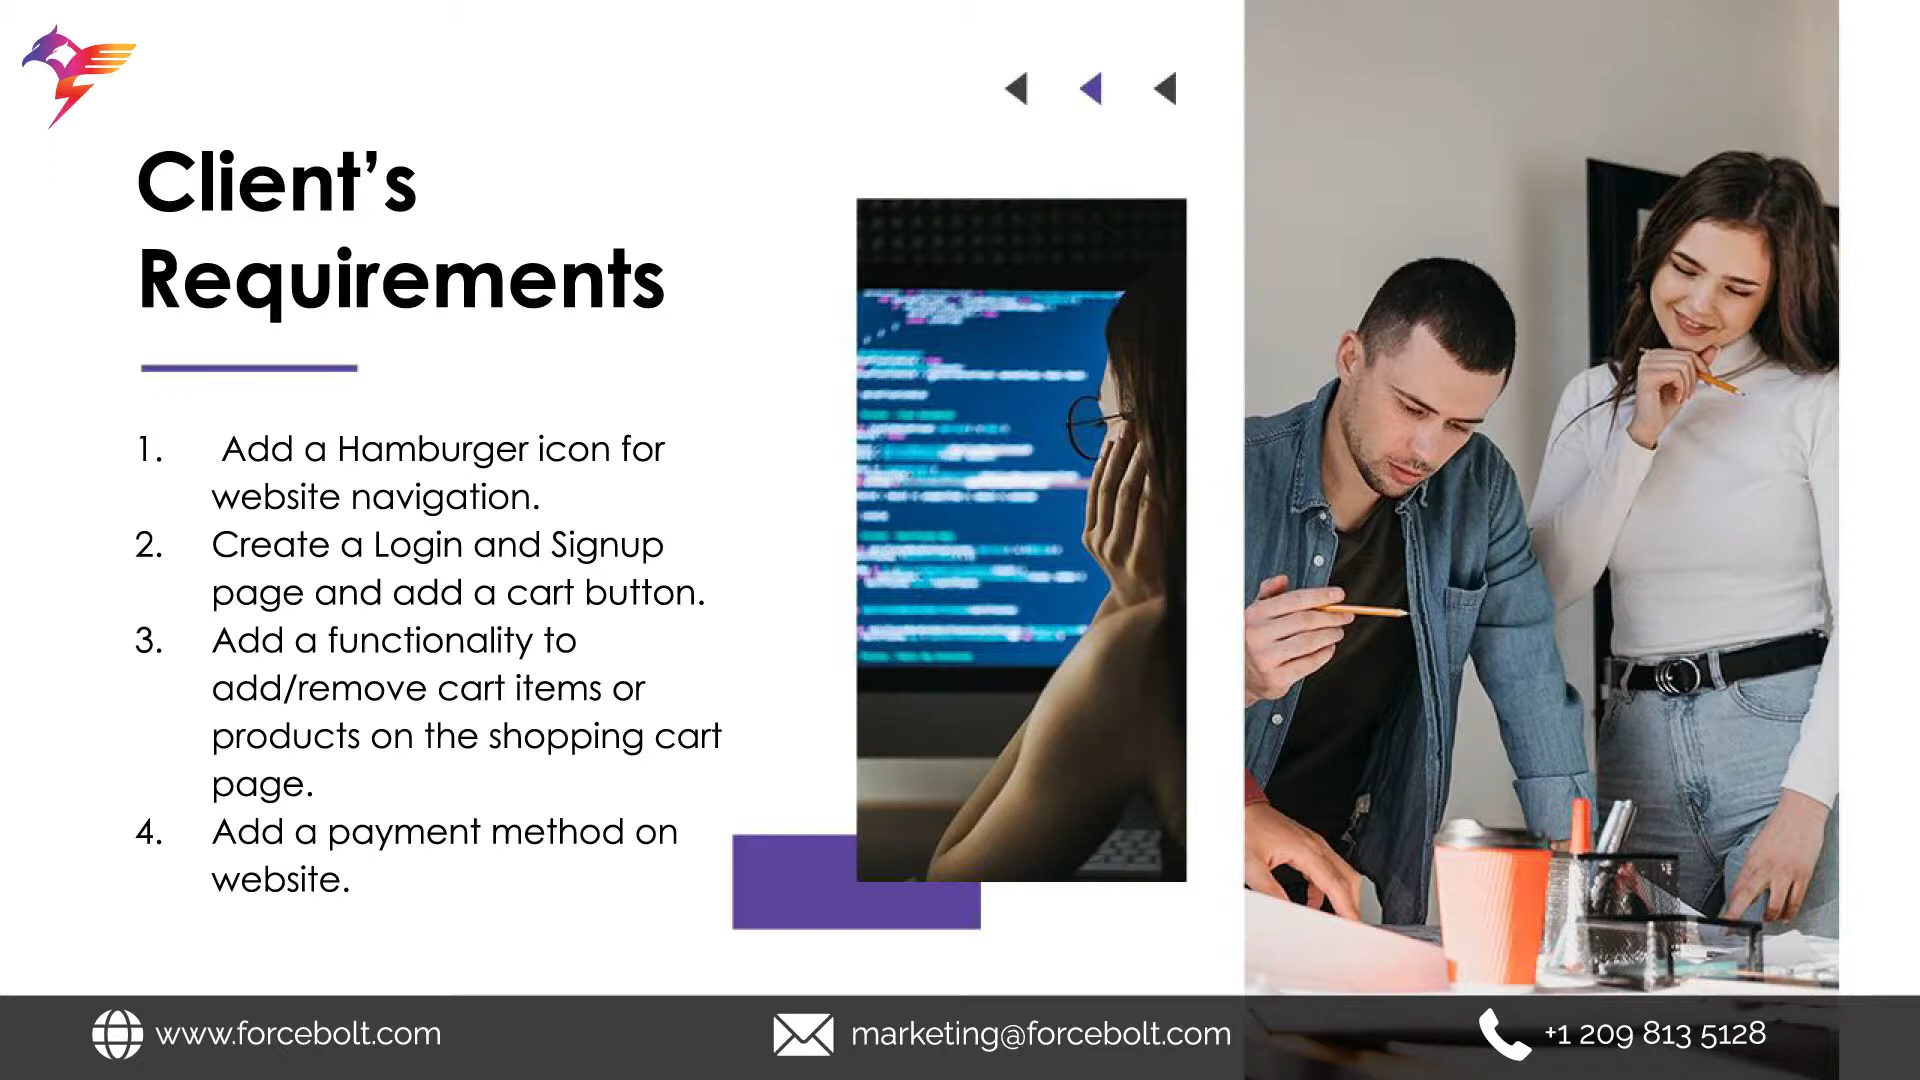 Client’s
Requirements
1. Add a Hamburger icon for
website navigation.
2. Create a Login and Signup
page and add a cart button.
3. Add a functionality to
add/remove cart items or
products on the shopping cart
page.
4. Add a payment method on
website.
www.forcebolt.com
marketing@forcebolt.com
+1 209 813 5128